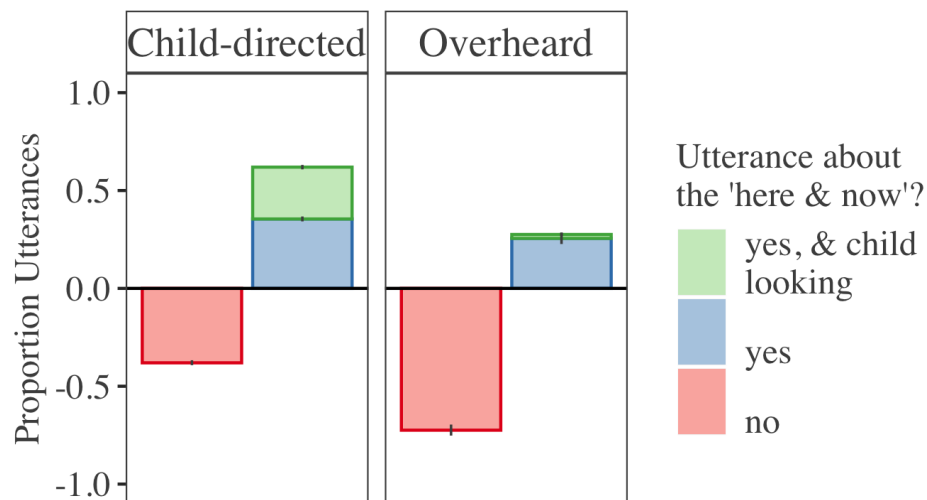 Child-directed
Overheard
1.0
0.5
0.0
-0.5
-1.0
Proportion Utterances
Utterance about
the 'here & now'?
yes, & child
looking
yes
no